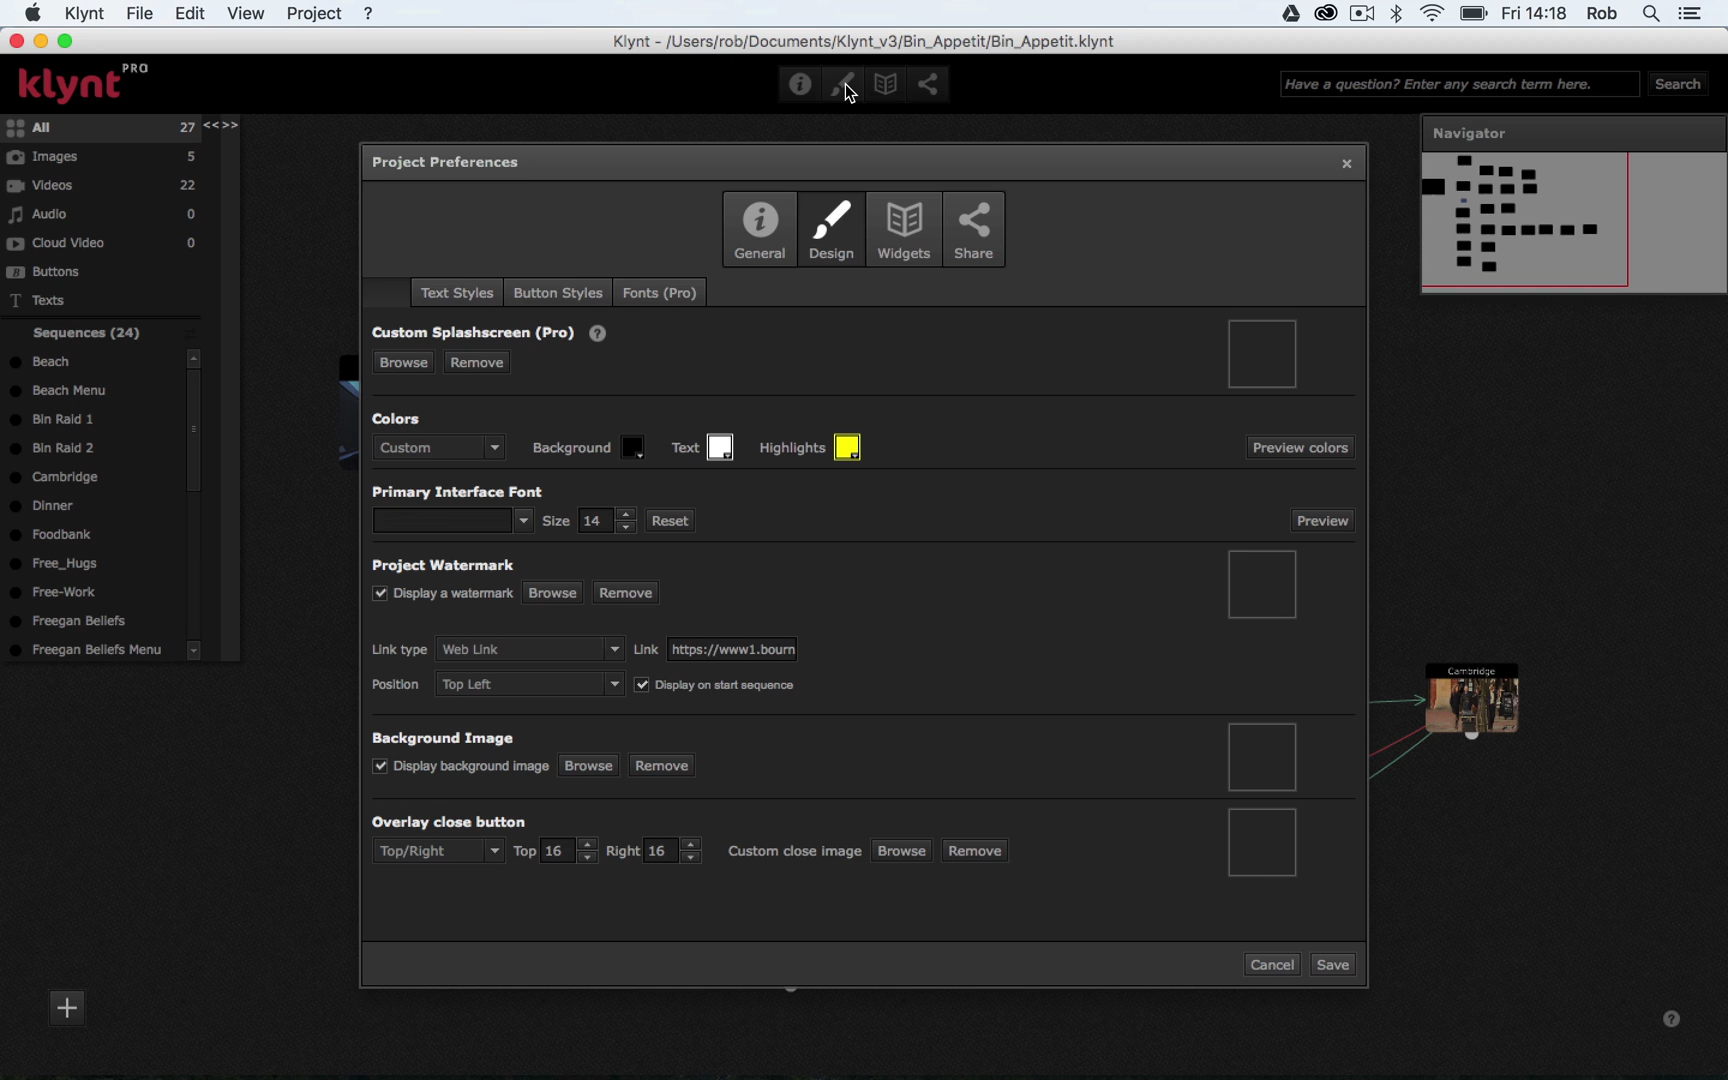 Klynt File Edit View Project ? Fri 14:18 Rob
Klynt - /Users/rob/Documents/Klynt_v3/Bin_Appetit/Bin_Appetit.klynt
klynt PRO
Have a question? Enter any search term here. Search
All 27 <<>>
Images 5
Videos 22
Audio 0
Cloud Video 0
Buttons
Texts
Sequences (24)
Beach
Beach Menu
Bin Raid 1
Bin Raid 2
Cambridge
Dinner
Foodbank
Free_Hugs
Free-Work
Freegan Beliefs
Freegan Beliefs Menu
Project Preferences
General Design Widgets Share
Text Styles Button Styles Fonts (Pro)
Custom Splashscreen (Pro) ?
Browse Remove
Colors
Custom Background Text Highlights Preview colors
Primary Interface Font
Size 14 Reset Preview
Project Watermark
Display a watermark Browse Remove
Link type Web Link Link https://www1.bourn
Position Top Left Display on start sequence
Background Image
Display background image Browse Remove
Overlay close button
Top/Right Top 16 Right 16 Custom close image Browse Remove
Cancel Save
Navigator
Cambridge
?